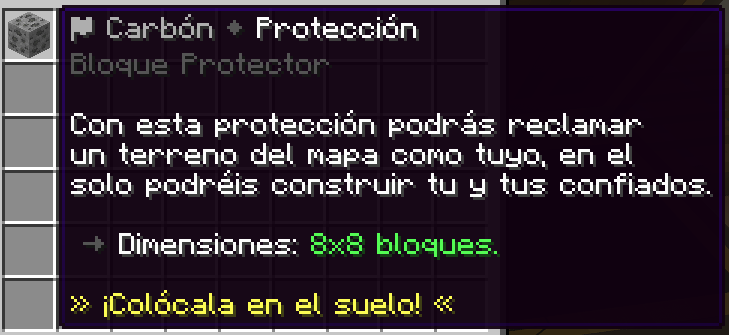 Carbón ✦ Protección
Bloque Protector
Con esta protección podrás reclamar
un terreno del mapa como tuyo, en el
solo podréis construir tu y tus confiados.
→ Dimensiones: 8x8 bloques.
» ¡Colócala en el suelo! «